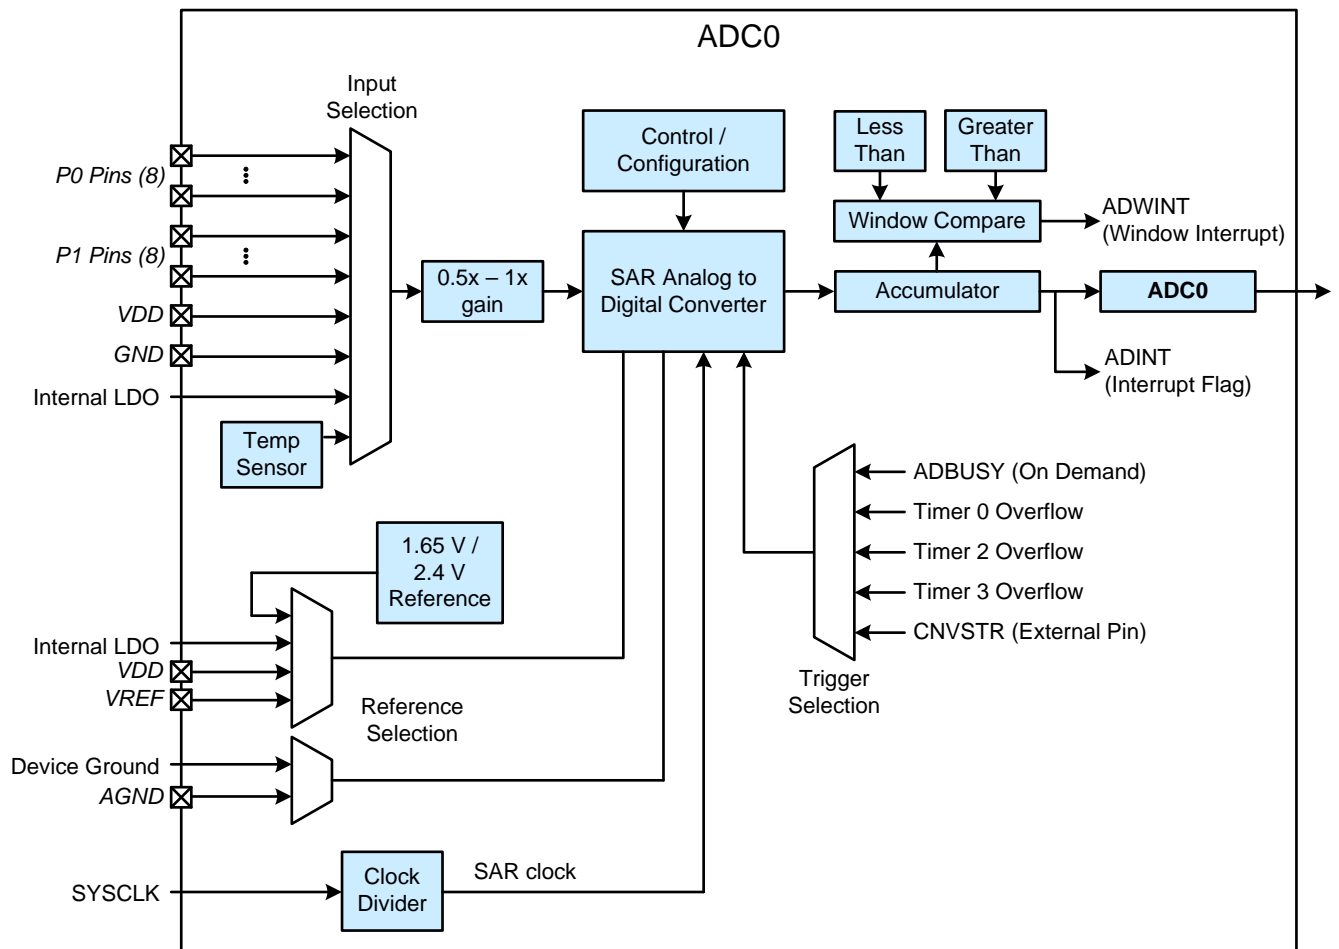 ADC0
Input
Selection
P0 Pins (8)
P1 Pins (8)
VDD
GND
Internal LDO
Temp
Sensor
0.5x – 1x
gain
Control /
Configuration
SAR Analog to
Digital Converter
Less
Than
Greater
Than
Window Compare
ADWINT
(Window Interrupt)
Accumulator
ADC0
ADINT
(Interrupt Flag)
ADBUSY (On Demand)
Timer 0 Overflow
Timer 2 Overflow
Timer 3 Overflow
CNVSTR (External Pin)
Trigger
Selection
1.65 V /
2.4 V
Reference
Internal LDO
VDD
VREF
Reference
Selection
Device Ground
AGND
SYSCLK
Clock
Divider
SAR clock